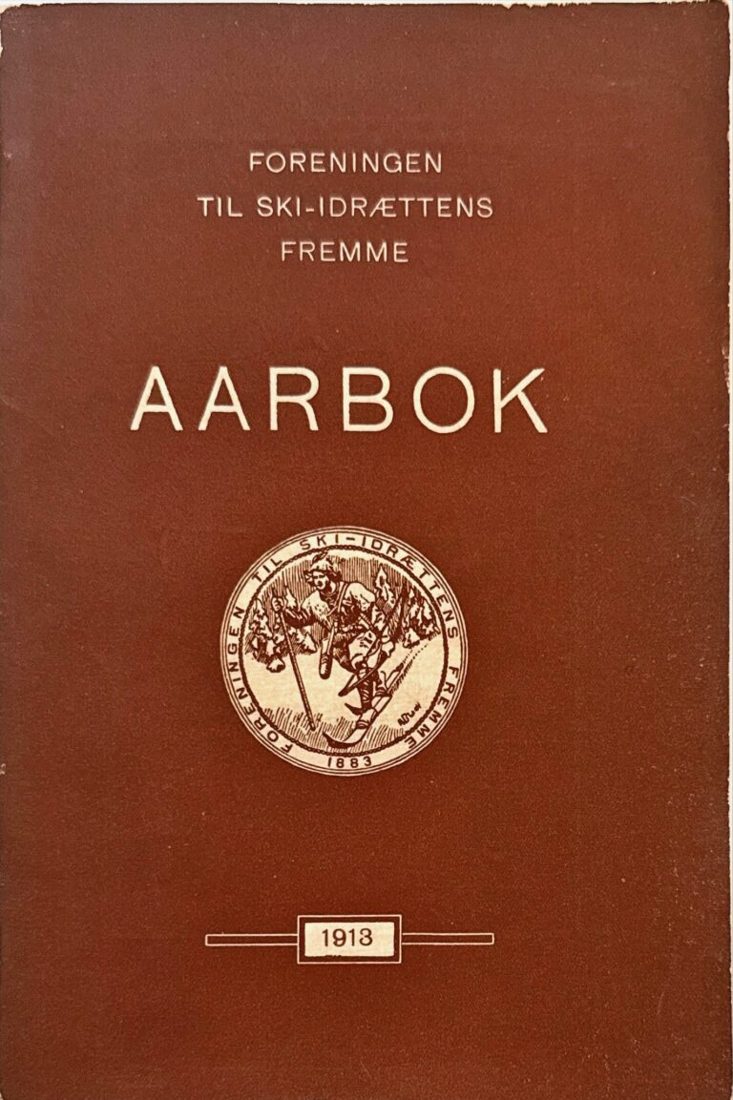 FORENINGEN
TIL SKI-IDRÆTTENS
FREMME
AARBOK
FORENINGEN TIL SKI-IDRÆTTENS FREMME
1883
1913